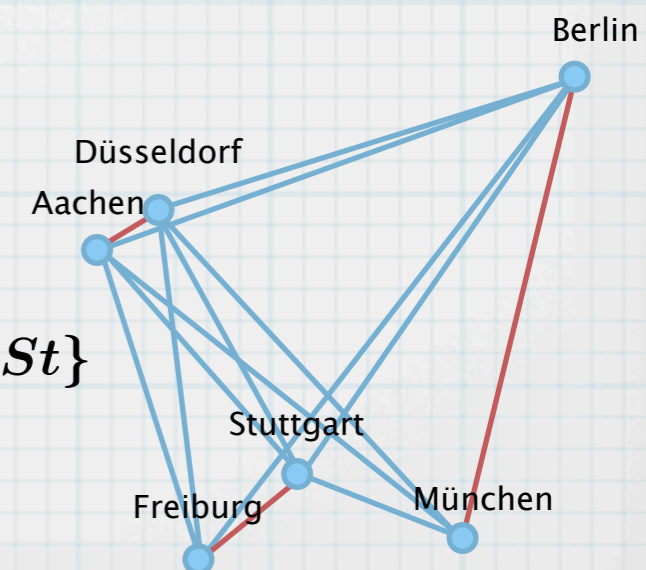 Berlin
Düsseldorf
Aachen
St}
Stuttgart
München
Freiburg